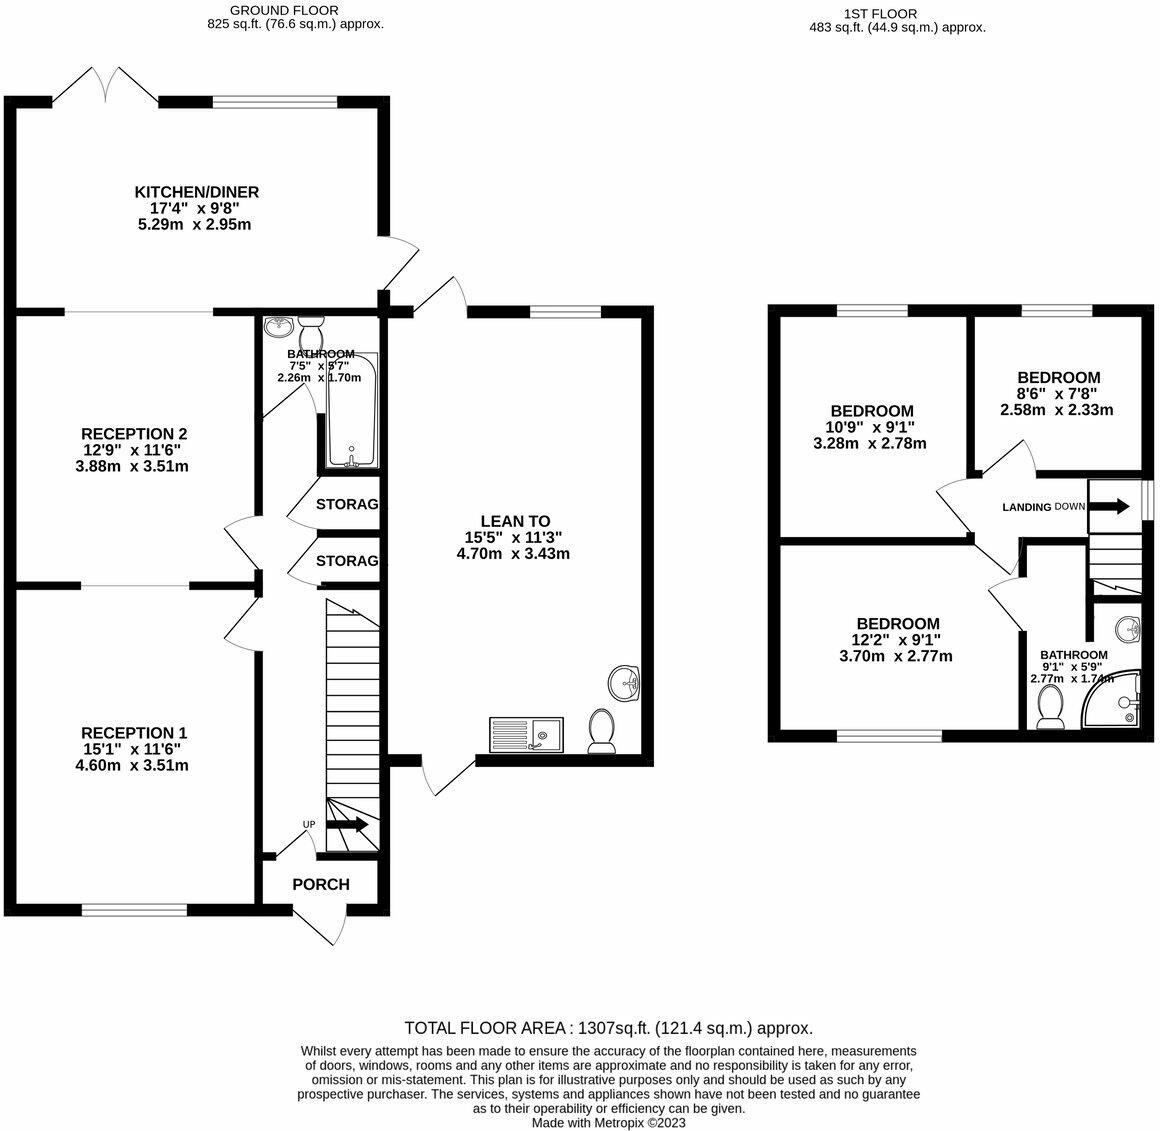 GROUND FLOOR
825 sq.ft. (76.6 sq.m.) approx.
1ST FLOOR
483 sq.ft. (44.9 sq.m.) approx.
KITCHEN/DINER
17'4" x 9'8"
5.29m x 2.95m
BATHROOM
7'5" x 5'7"
2.26m x 1.70m
RECEPTION 2
12'9" x 11'6"
3.88m x 3.51m
STORAG
STORAG
LEAN TO
15'5" x 11'3"
4.70m x 3.43m
RECEPTION 1
15'1" x 11'6"
4.60m x 3.51m
UP
PORCH
BEDROOM
8'6" x 7'8"
2.58m x 2.33m
BEDROOM
10'9" x 9'1"
3.28m x 2.78m
LANDING
DOWN
BEDROOM
12'2" x 9'1"
3.70m x 2.77m
BATHROOM
9'1" x 5'9"
2.77m x 1.74m
TOTAL FLOOR AREA : 1307sq.ft. (121.4 sq.m.) approx.
Whilst every attempt has been made to ensure the accuracy of the floorplan contained here, measurements
of doors, windows, rooms and any other items are approximate and no responsibility is taken for any error,
omission or mis-statement. This plan is for illustrative purposes only and should be used as such by any
prospective purchaser. The services, systems and appliances shown have not been tested and no guarantee
as to their operability or efficiency can be given.
Made with Metropix ©2023